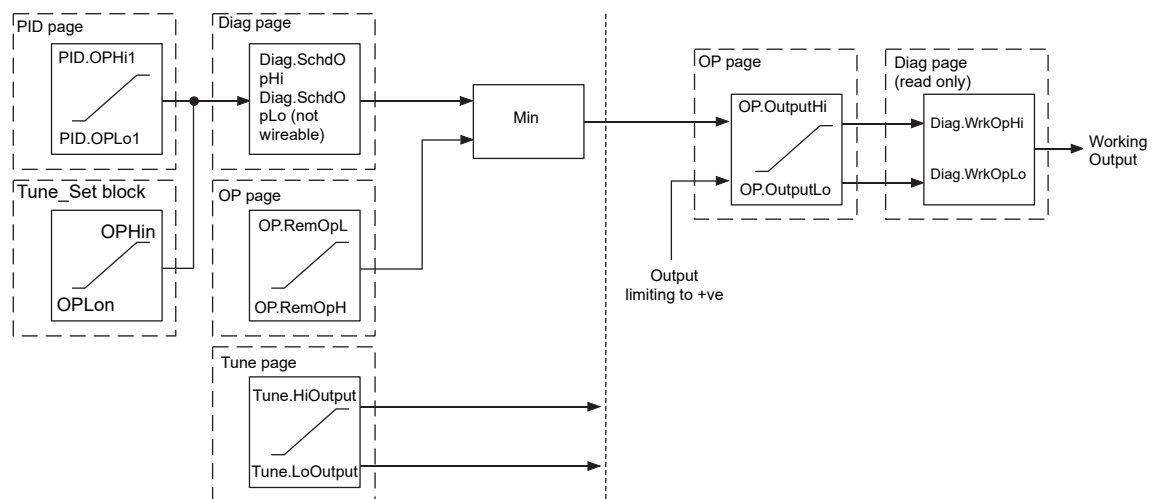 PID page
PID.OPHi1
PID.OPLo1
Tune_Set block
OPHin
OPLon
Diag page
Diag.SchdO
pHi
Diag.SchdO
pLo (not
wireable)
OP page
OP.RemOpL
OP.RemOpH
Tune page
Tune.HiOutput
Tune.LoOutput
Min
OP page
OP.OutputHi
OP.OutputLo
Output
limiting to +ve
Diag page
(read only)
Diag.WrkOpHi
Diag.WrkOpLo
Working
Output